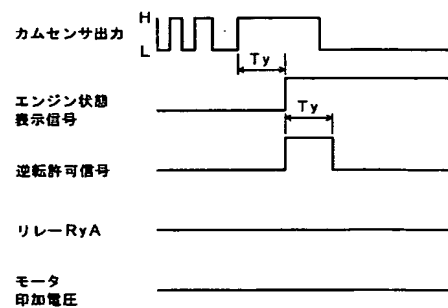 カムセンサ出力
H
L
Ty
エンジン状態
表示信号
Ty
逆転許可信号
リレーRyA
モータ
印加電圧